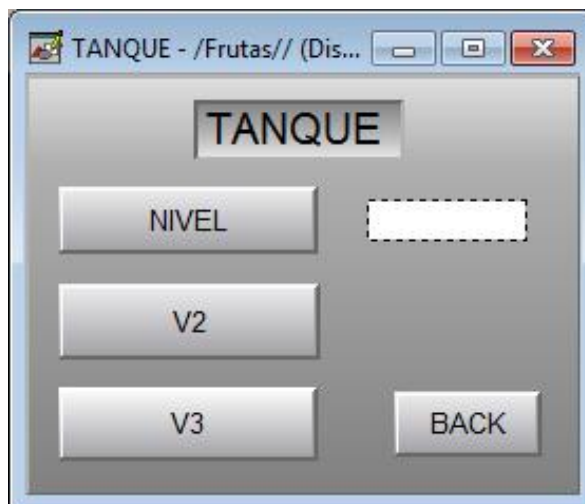 TANQUE - /Frutas// (Dis...
TANQUE
NIVEL
V2
V3
BACK